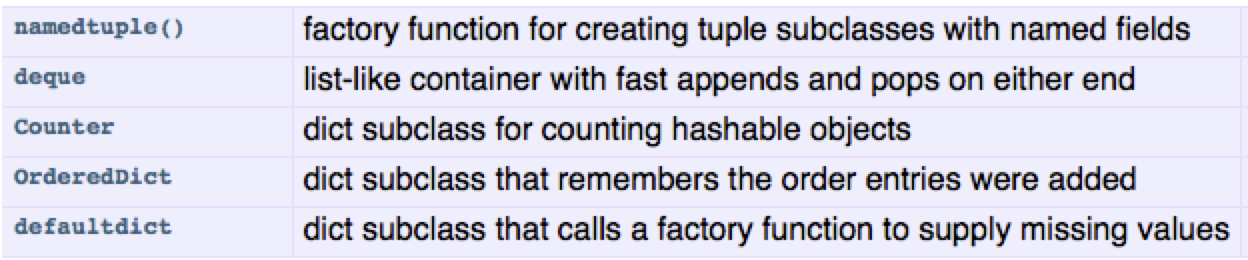 namedtuple() factory function for creating tuple subclasses with named fields
deque list-like container with fast appends and pops on either end
Counter dict subclass for counting hashable objects
OrderedDict dict subclass that remembers the order entries were added
defaultdict dict subclass that calls a factory function to supply missing values